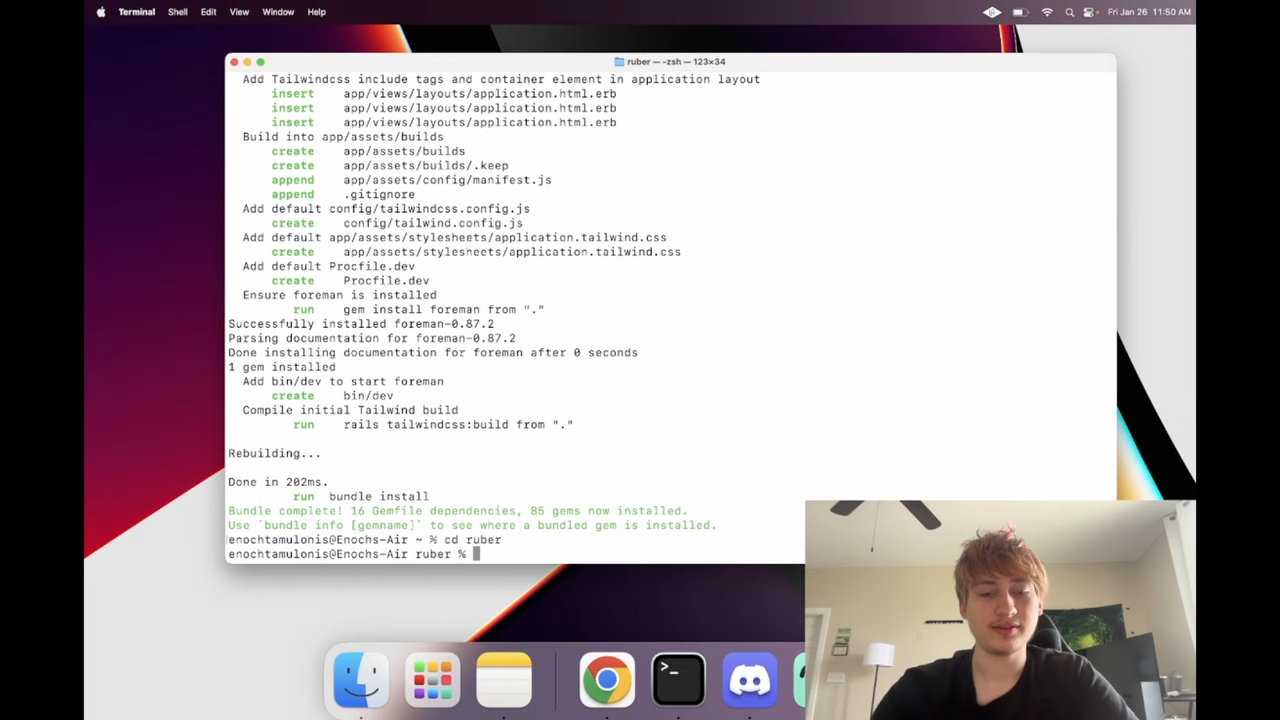 Terminal Shell Edit View Window Help Fri Jan 26 11:50 AM
ruber — -zsh — 123×34
Add Tailwindcss include tags and container element in application layout
insert app/views/layouts/application.html.erb
insert app/views/layouts/application.html.erb
insert app/views/layouts/application.html.erb
Build into app/assets/builds
create app/assets/builds
create app/assets/builds/.keep
append app/assets/config/manifest.js
append .gitignore
Add default config/tailwindcss.config.js
create config/tailwind.config.js
Add default app/assets/stylesheets/application.tailwind.css
create app/assets/stylesheets/application.tailwind.css
Add default Procfile.dev
create Procfile.dev
Ensure foreman is installed
run gem install foreman from "."
Successfully installed foreman-0.87.2
Parsing documentation for foreman-0.87.2
Done installing documentation for foreman after 0 seconds
1 gem installed
Add bin/dev to start foreman
create bin/dev
Compile initial Tailwind build
run rails tailwindcss:build from "."
Rebuilding...
Done in 202ms.
run bundle install
Bundle complete! 16 Gemfile dependencies, 85 gems now installed.
Use `bundle info [gemname]` to see where a bundled gem is installed.
enochtamulonis@Enochs-Air ~ % cd ruber
enochtamulonis@Enochs-Air ruber %